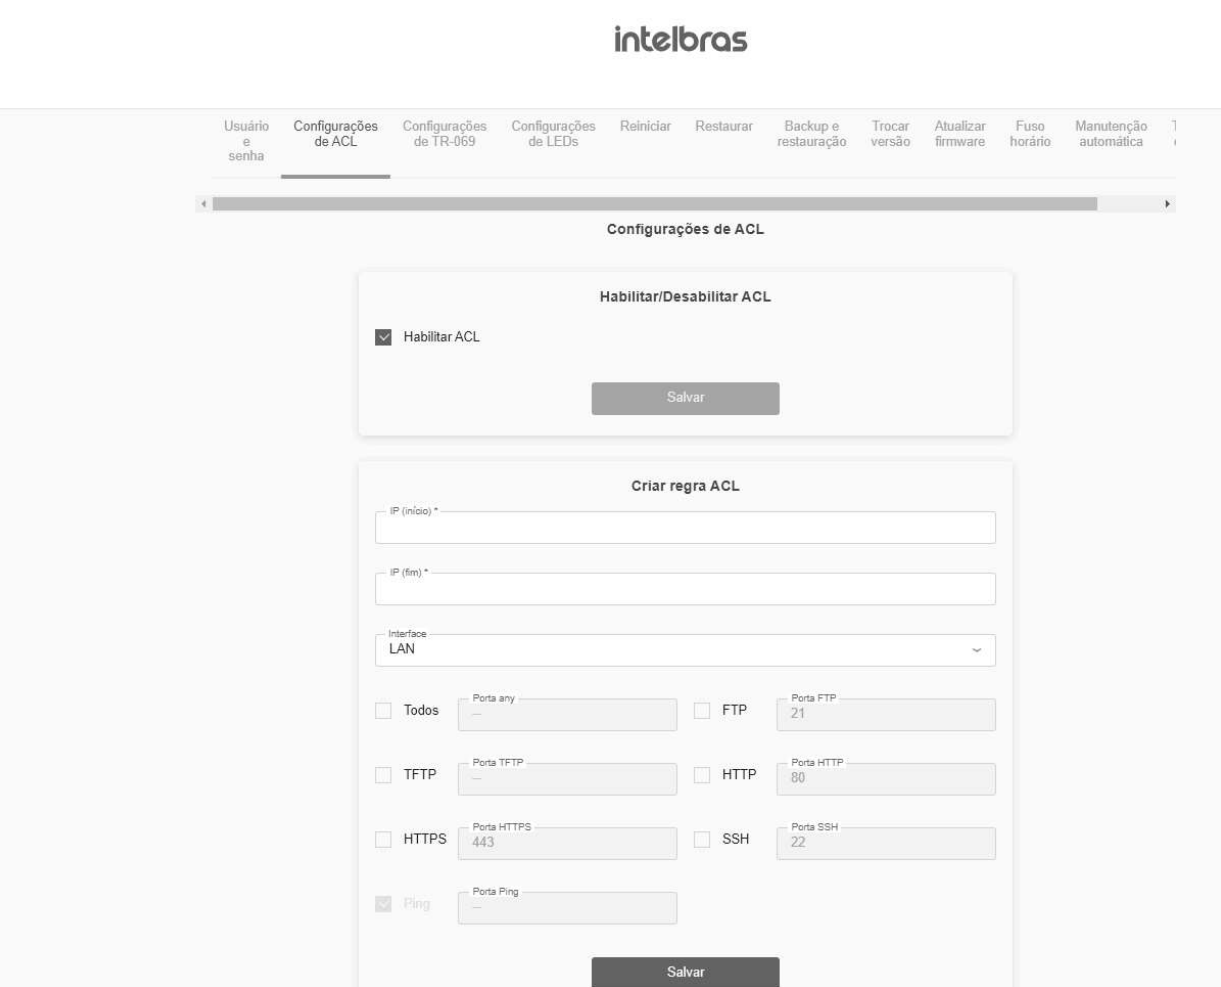 intelbras
Usuário e senha
Configurações de ACL
Configurações de TR-069
Configurações de LEDs
Reiniciar
Restaurar
Backup e restauração
Trocar versão
Atualizar firmware
Fuso horário
Manutenção automática
Configurações de ACL
Habilitar/Desabilitar ACL
Habilitar ACL
Salvar
Criar regra ACL
IP (início) *
IP (fim) *
Interface
LAN
Todos
Porta any
---
FTP
Porta FTP
21
TFTP
Porta TFTP
---
HTTP
Porta HTTP
80
HTTPS
Porta HTTPS
443
SSH
Porta SSH
22
Ping
Porta Ping
---
Salvar